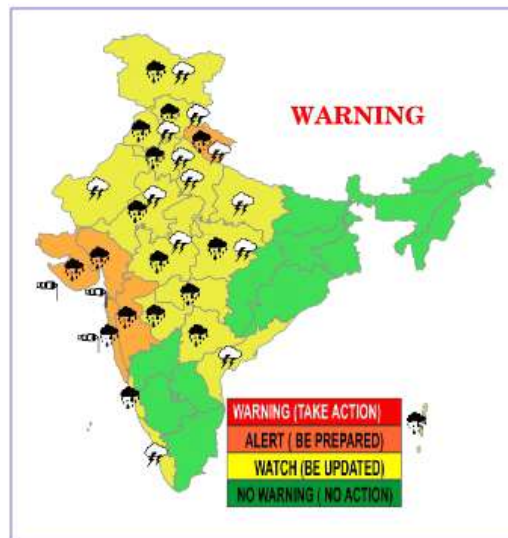 WARNING
WARNING (TAKE ACTION)
ALERT ( BE PREPARED)
WATCH (BE UPDATED)
NO WARNING ( NO ACTION)